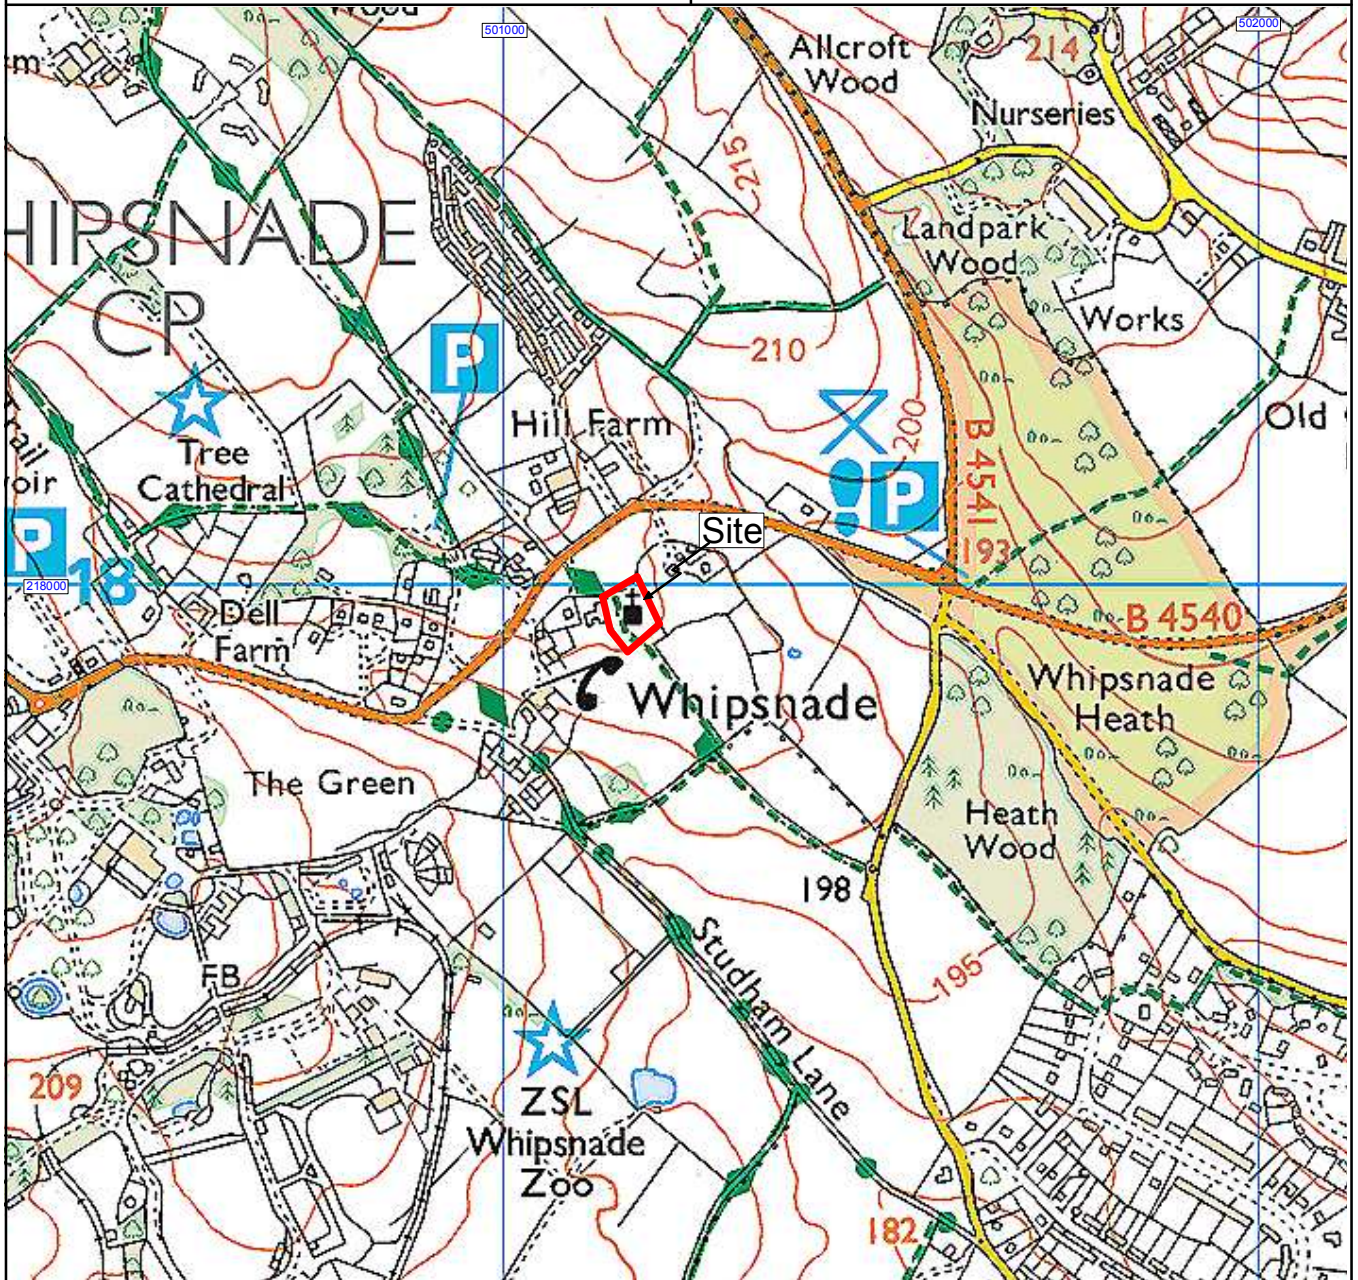 Wood
501000
502000
Allcroft
Wood
214
Nurseries
215
HIPSNADE
CP
Landpark
Wood
Works
P
210
200
B 4541
Old
Hill Farm
Tree
Cathedral
P
Site
193
P
18
218000
Dell
Farm
B 4540
Whipsnade
Whipsnade
Heath
The Green
Heath
Wood
198
Studham Lane
195
FB
209
ZSL
Whipsnade
Zoo
182